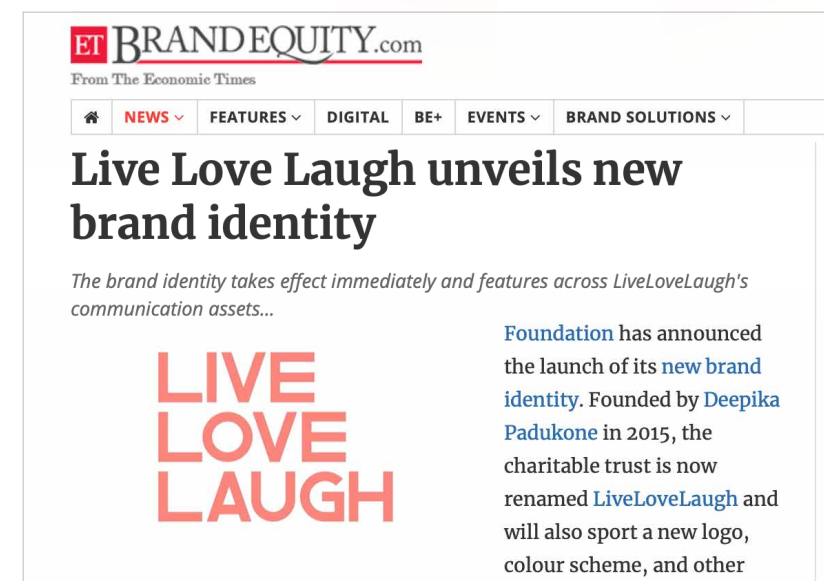 ET BRANDEQUITY.com
From The Economic Times
NEWS FEATURES DIGITAL BE+ EVENTS BRAND SOLUTIONS
Live Love Laugh unveils new
brand identity
The brand identity takes effect immediately and features across LiveLoveLaugh's
communication assets...
LIVE
LOVE
LAUGH
Foundation has announced
the launch of its new brand
identity. Founded by Deepika
Padukone in 2015, the
charitable trust is now
renamed LiveLoveLaugh and
will also sport a new logo,
colour scheme, and other